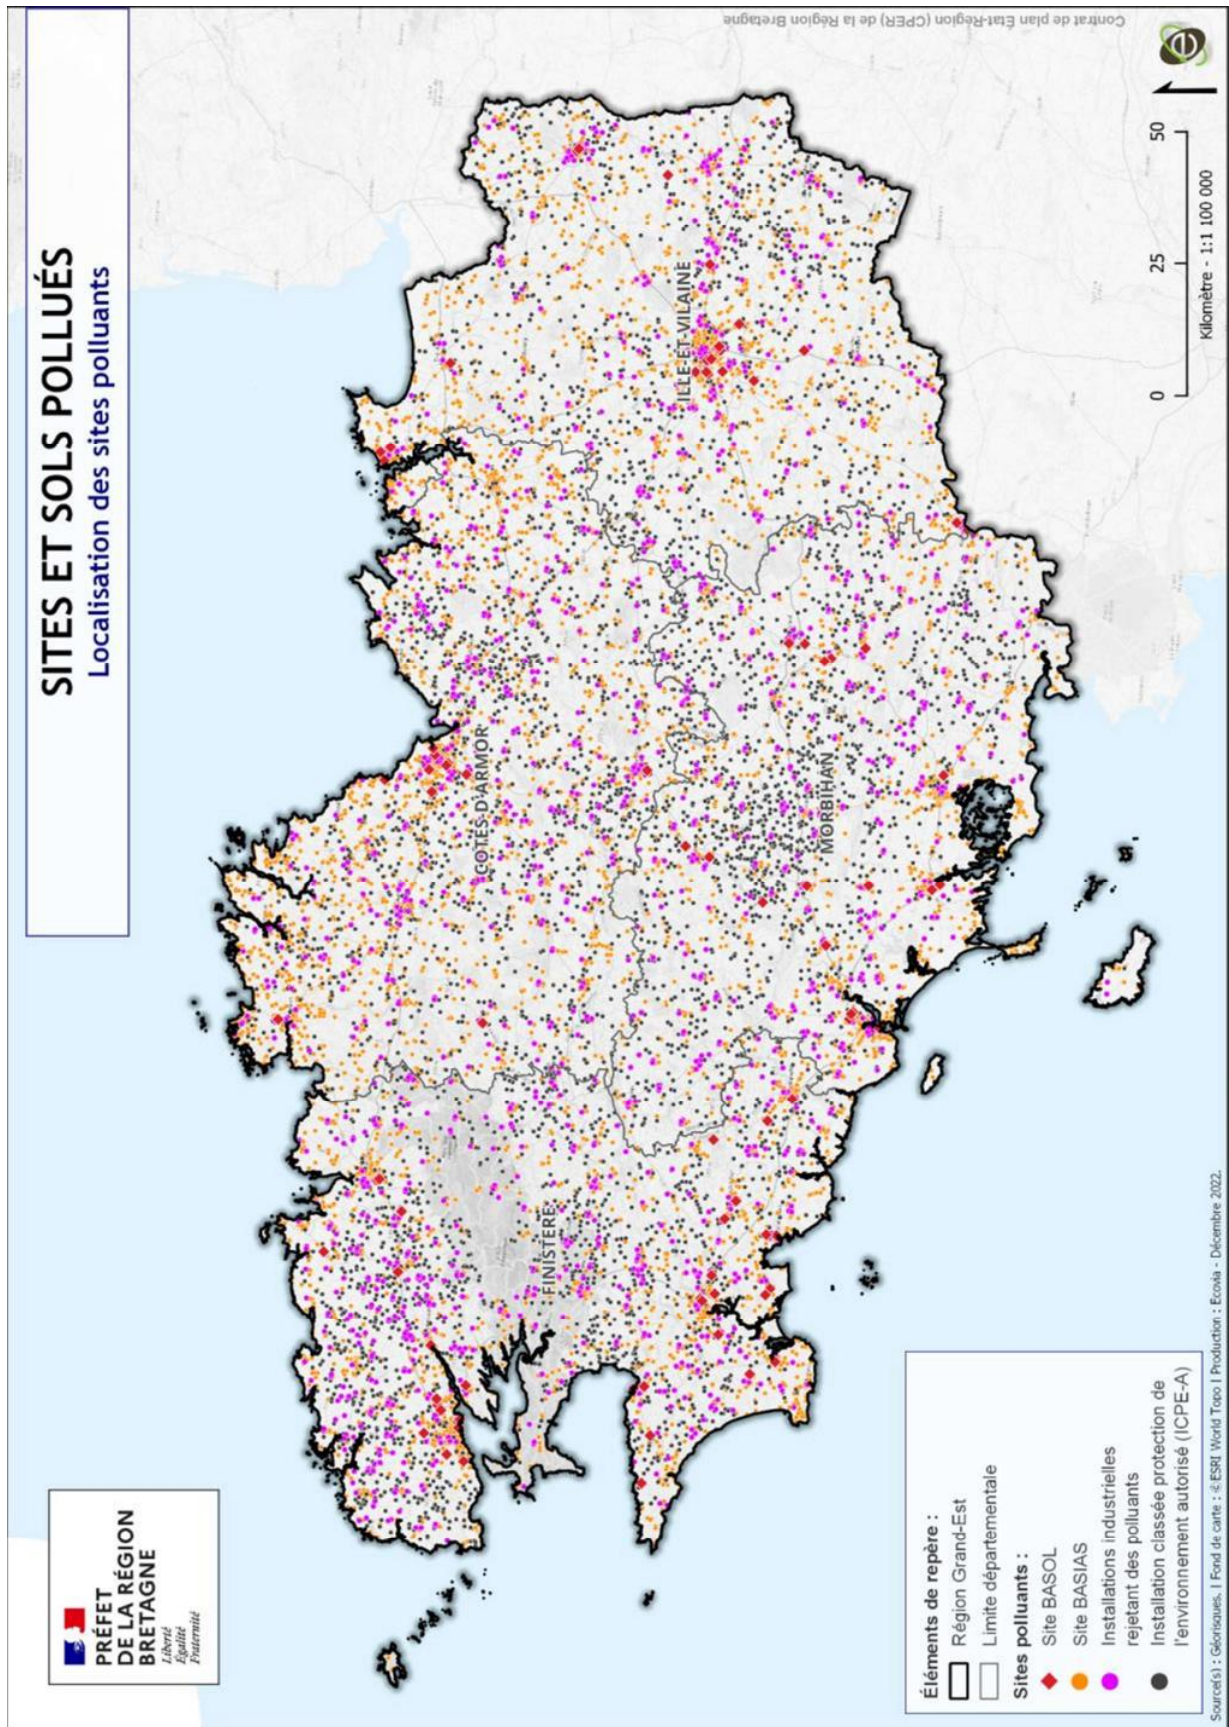 SITES ET SOLS POLLUÉS
Localisation des sites polluants
PRÉFET
DE LA RÉGION
BRETAGNE
Liberté
Égalité
Fraternité
CÔTES-D'ARMOR
FINISTÈRE
ILLE-ET-VILAINE
MORBIHAN
Éléments de repère :
Région Grand-Est
Limite départementale
Sites polluants :
Site BASOL
Site BASIAS
Installations industrielles
rejetant des polluants
Installation classée protection de
l'environnement autorisé (ICPE-A)
0 25 50
Kilomètre - 1:1 100 000
Source(s) : Géorisques, | Fond de carte : © ESRI World Topo | Production : Ecovia - Décembre 2022.
Contrat de plan État-Région (CPER) de la Région Bretagne